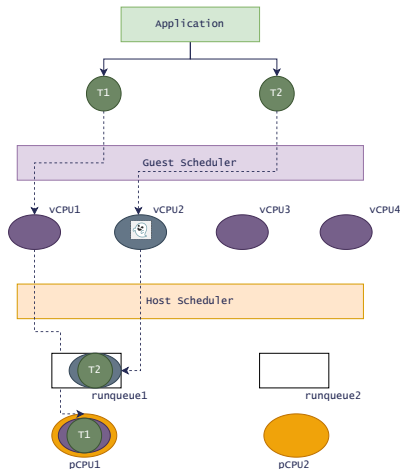 Application
T1
T2
Guest Scheduler
vCPU1
vCPU2
vCPU3
vCPU4
Host Scheduler
T2
runqueue1
runqueue2
T1
pCPU1
pCPU2